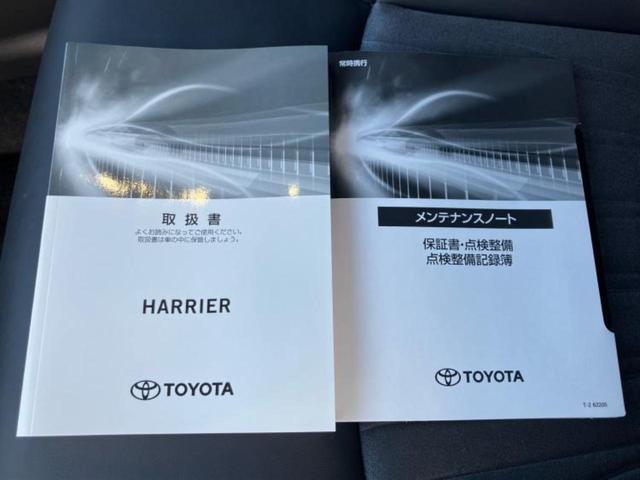 取扱書
よくお読みになってご使用ください。
取扱書は車の中に保管しましょう。
HARRIER
TOYOTA
常時携行
メンテナンスノート
保証書・点検整備
点検整備記録簿
TOYOTA
T-2 62205